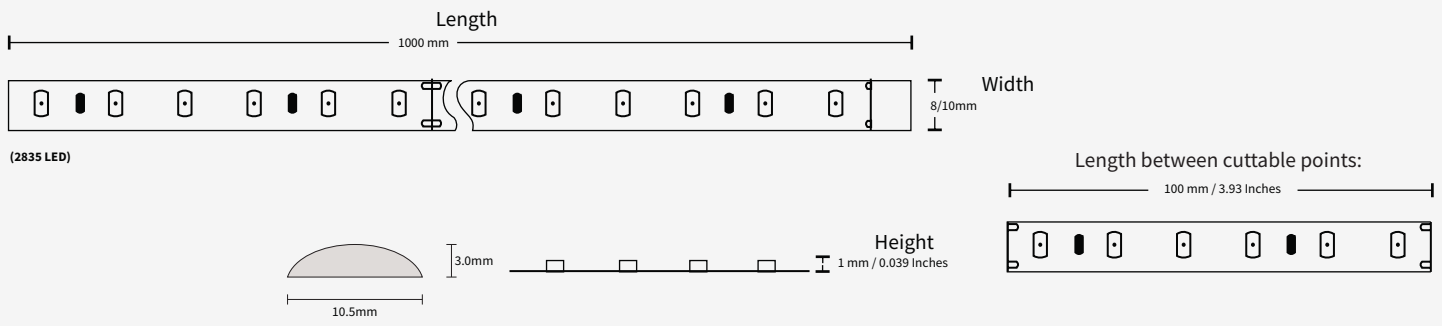 Length
1000 mm
Width
8/10mm
(2835 LED)
Length between cuttable points:
100 mm / 3.93 Inches
Height
1 mm / 0.039 Inches
3.0mm
10.5mm